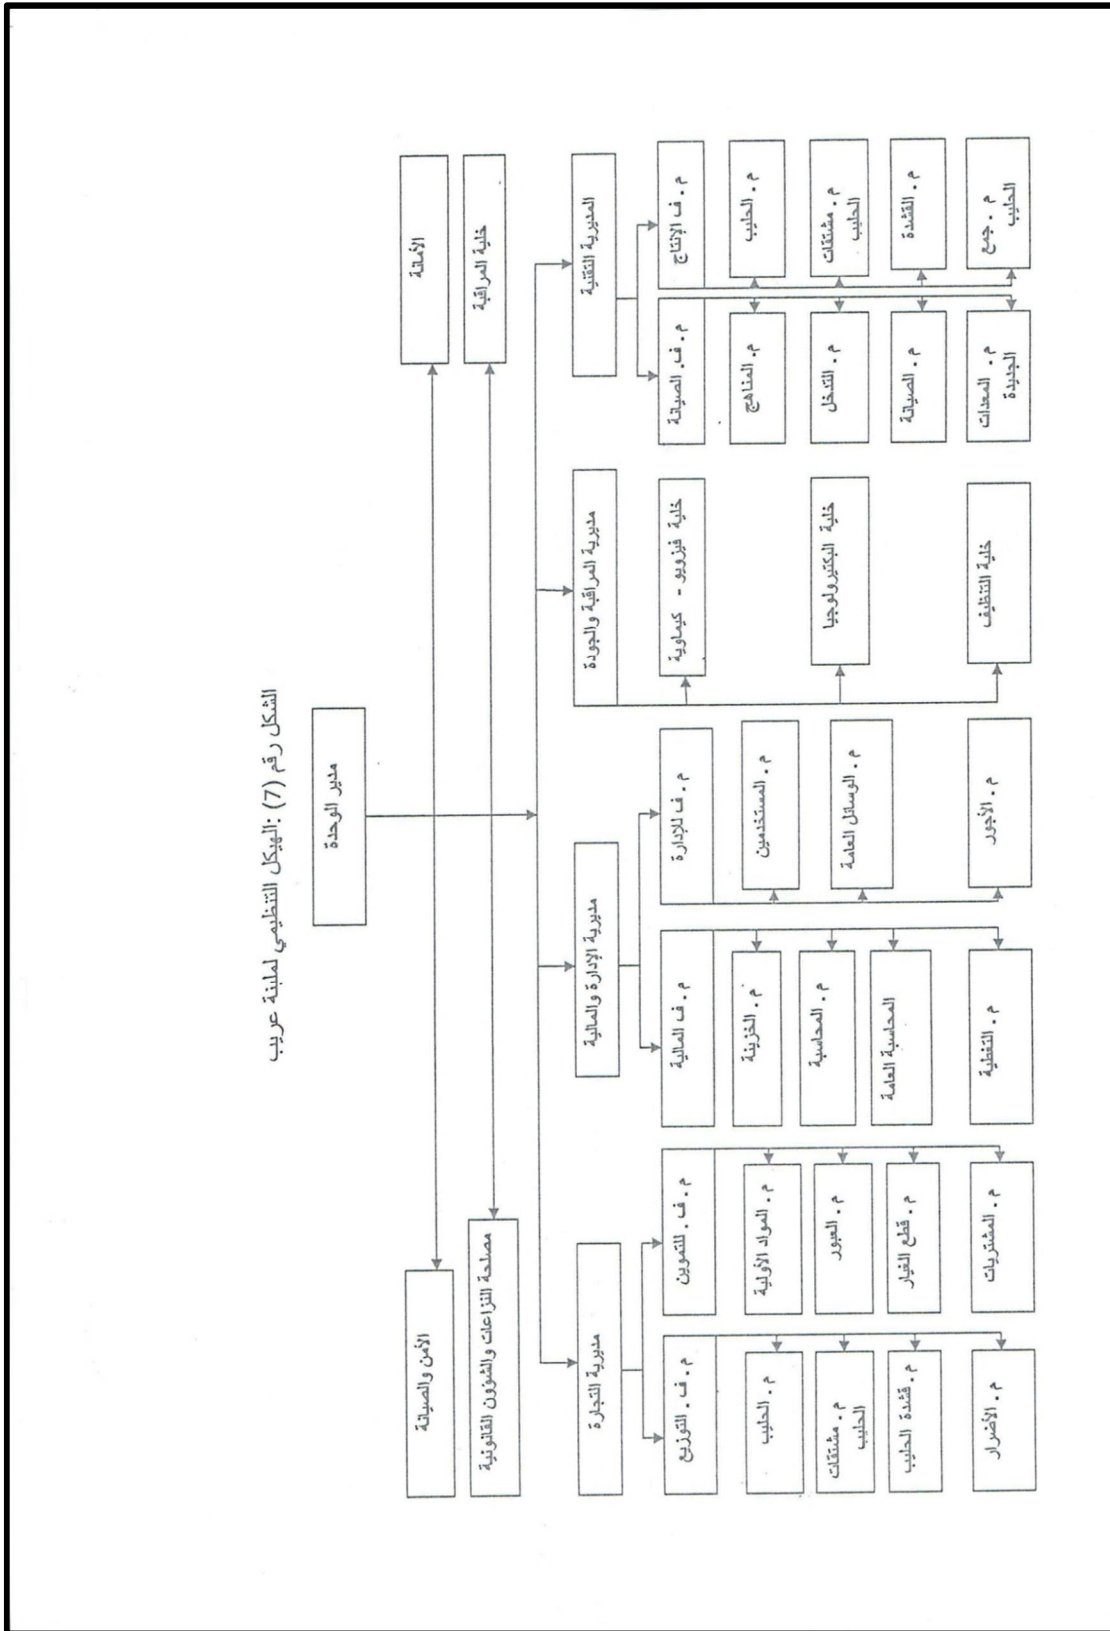 الشكل رقم (7) :الهيكل التنظيمي لملبنة عريب
مدير الوحدة
الأمانة
الأمن والصيانة
خلية المراقبة
مصلحة النزاعات والشؤون القانونية
المديرية التقنية
مديرية المراقبة والجودة
مديرية الإدارة والمالية
مديرية التجارة
م . ف الإنتاج
م . ف. الصيانة
خلية فيزويو - كيماوية
م . ف للإدارة
م . ف المالية
م . ف . للتموين
م . ف . التوزيع
م . الحليب
م. المناهج
م . المستخدمين
م . الخزينة
م . المواد الأولية
م . الحليب
م . مشتقات
الحليب
م . التدخل
خلية البكتيرولوجيا
م . الوسائل العامة
م . المحاسبة
م . العبور
م . مشتقات
الحليب
م . القشدة
م . الصيانة
المحاسبة العامة
م . قطع الغيار
م . قشدة الحليب
م . جمع
الحليب
م . المعدات
الجديدة
خلية التنظيف
م . الأجور
م . التغطية
م . المشتريات
م . الأضرار